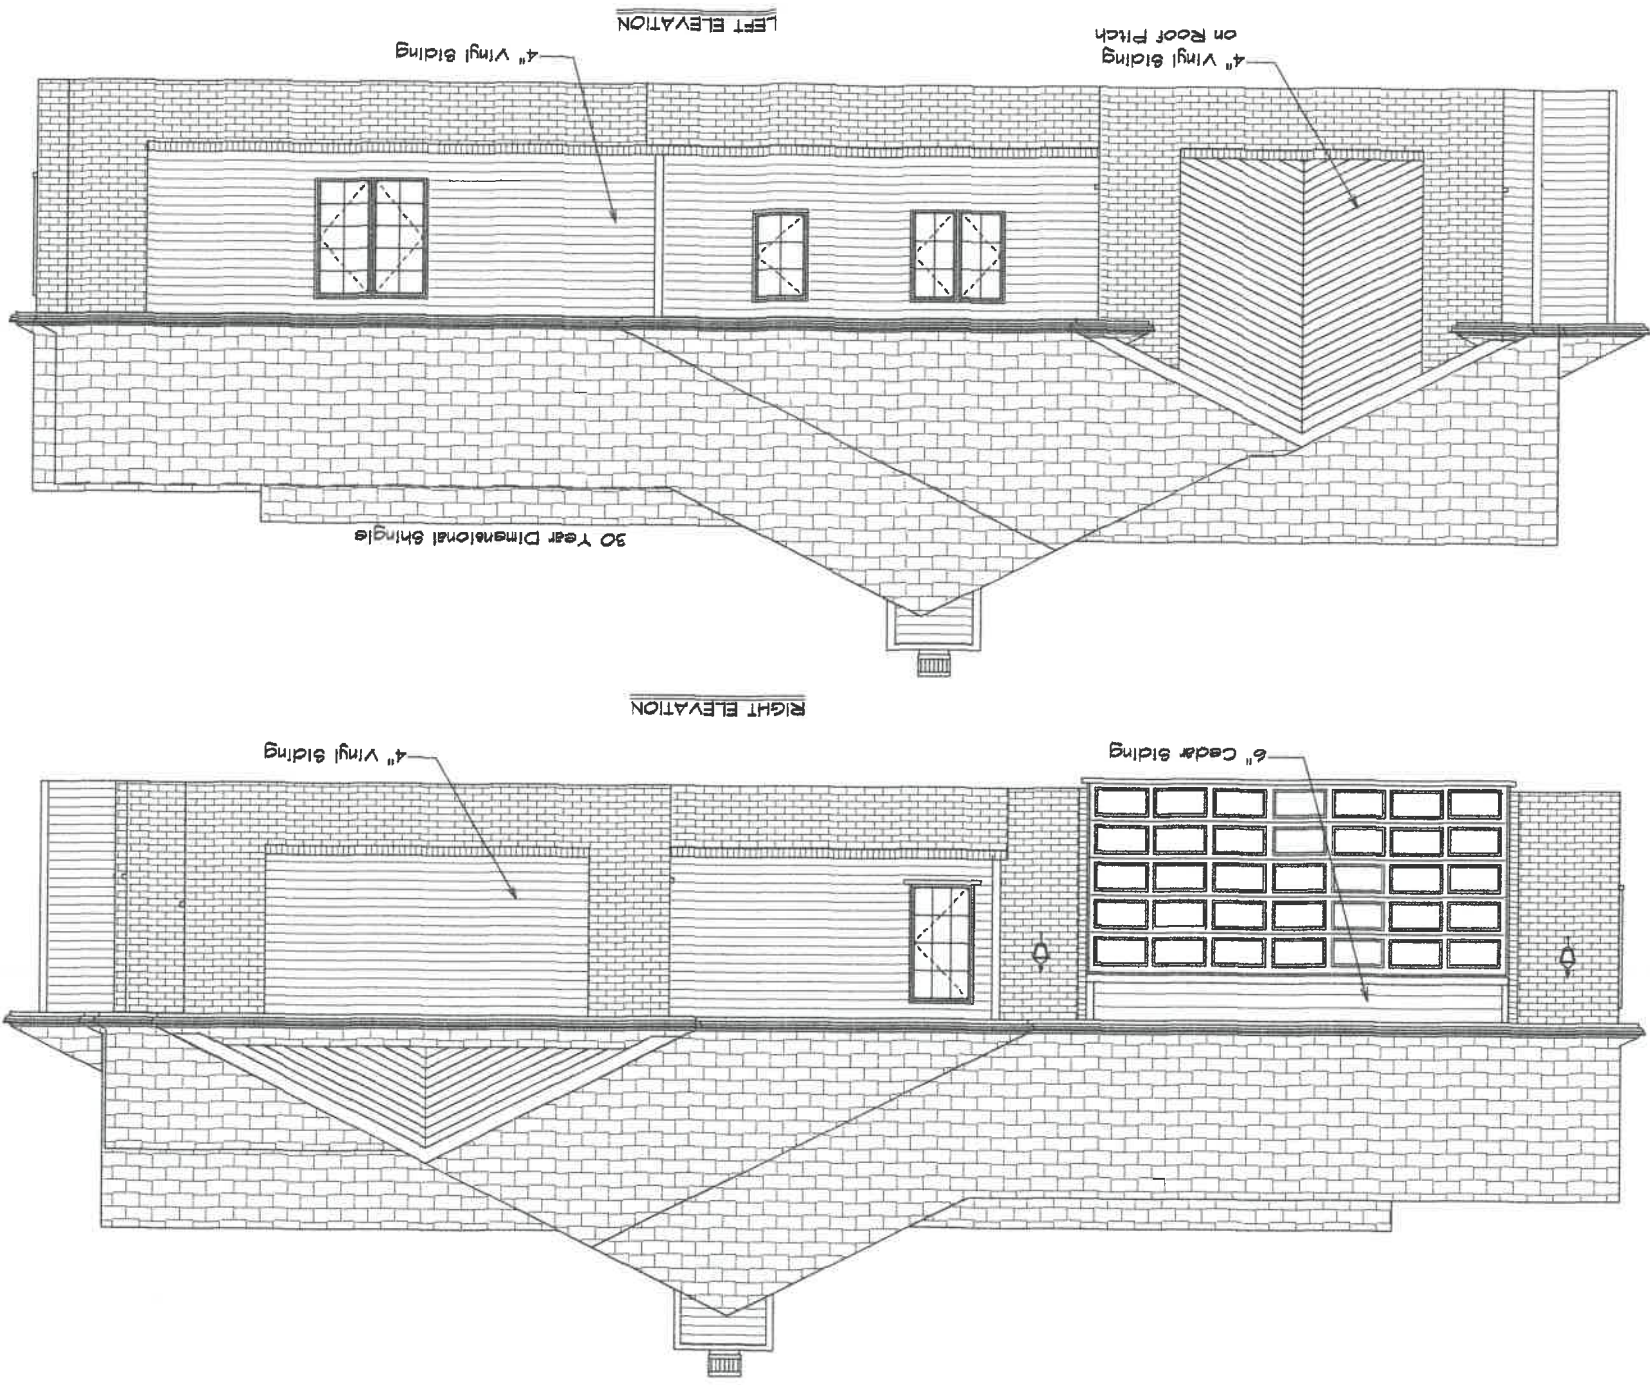 6" Cedar Siding
4" Vinyl Siding
RIGHT ELEVATION
30 Year Dimensional Shingle
4" Vinyl Siding
on Roof Pitch
4" Vinyl Siding
LEFT ELEVATION